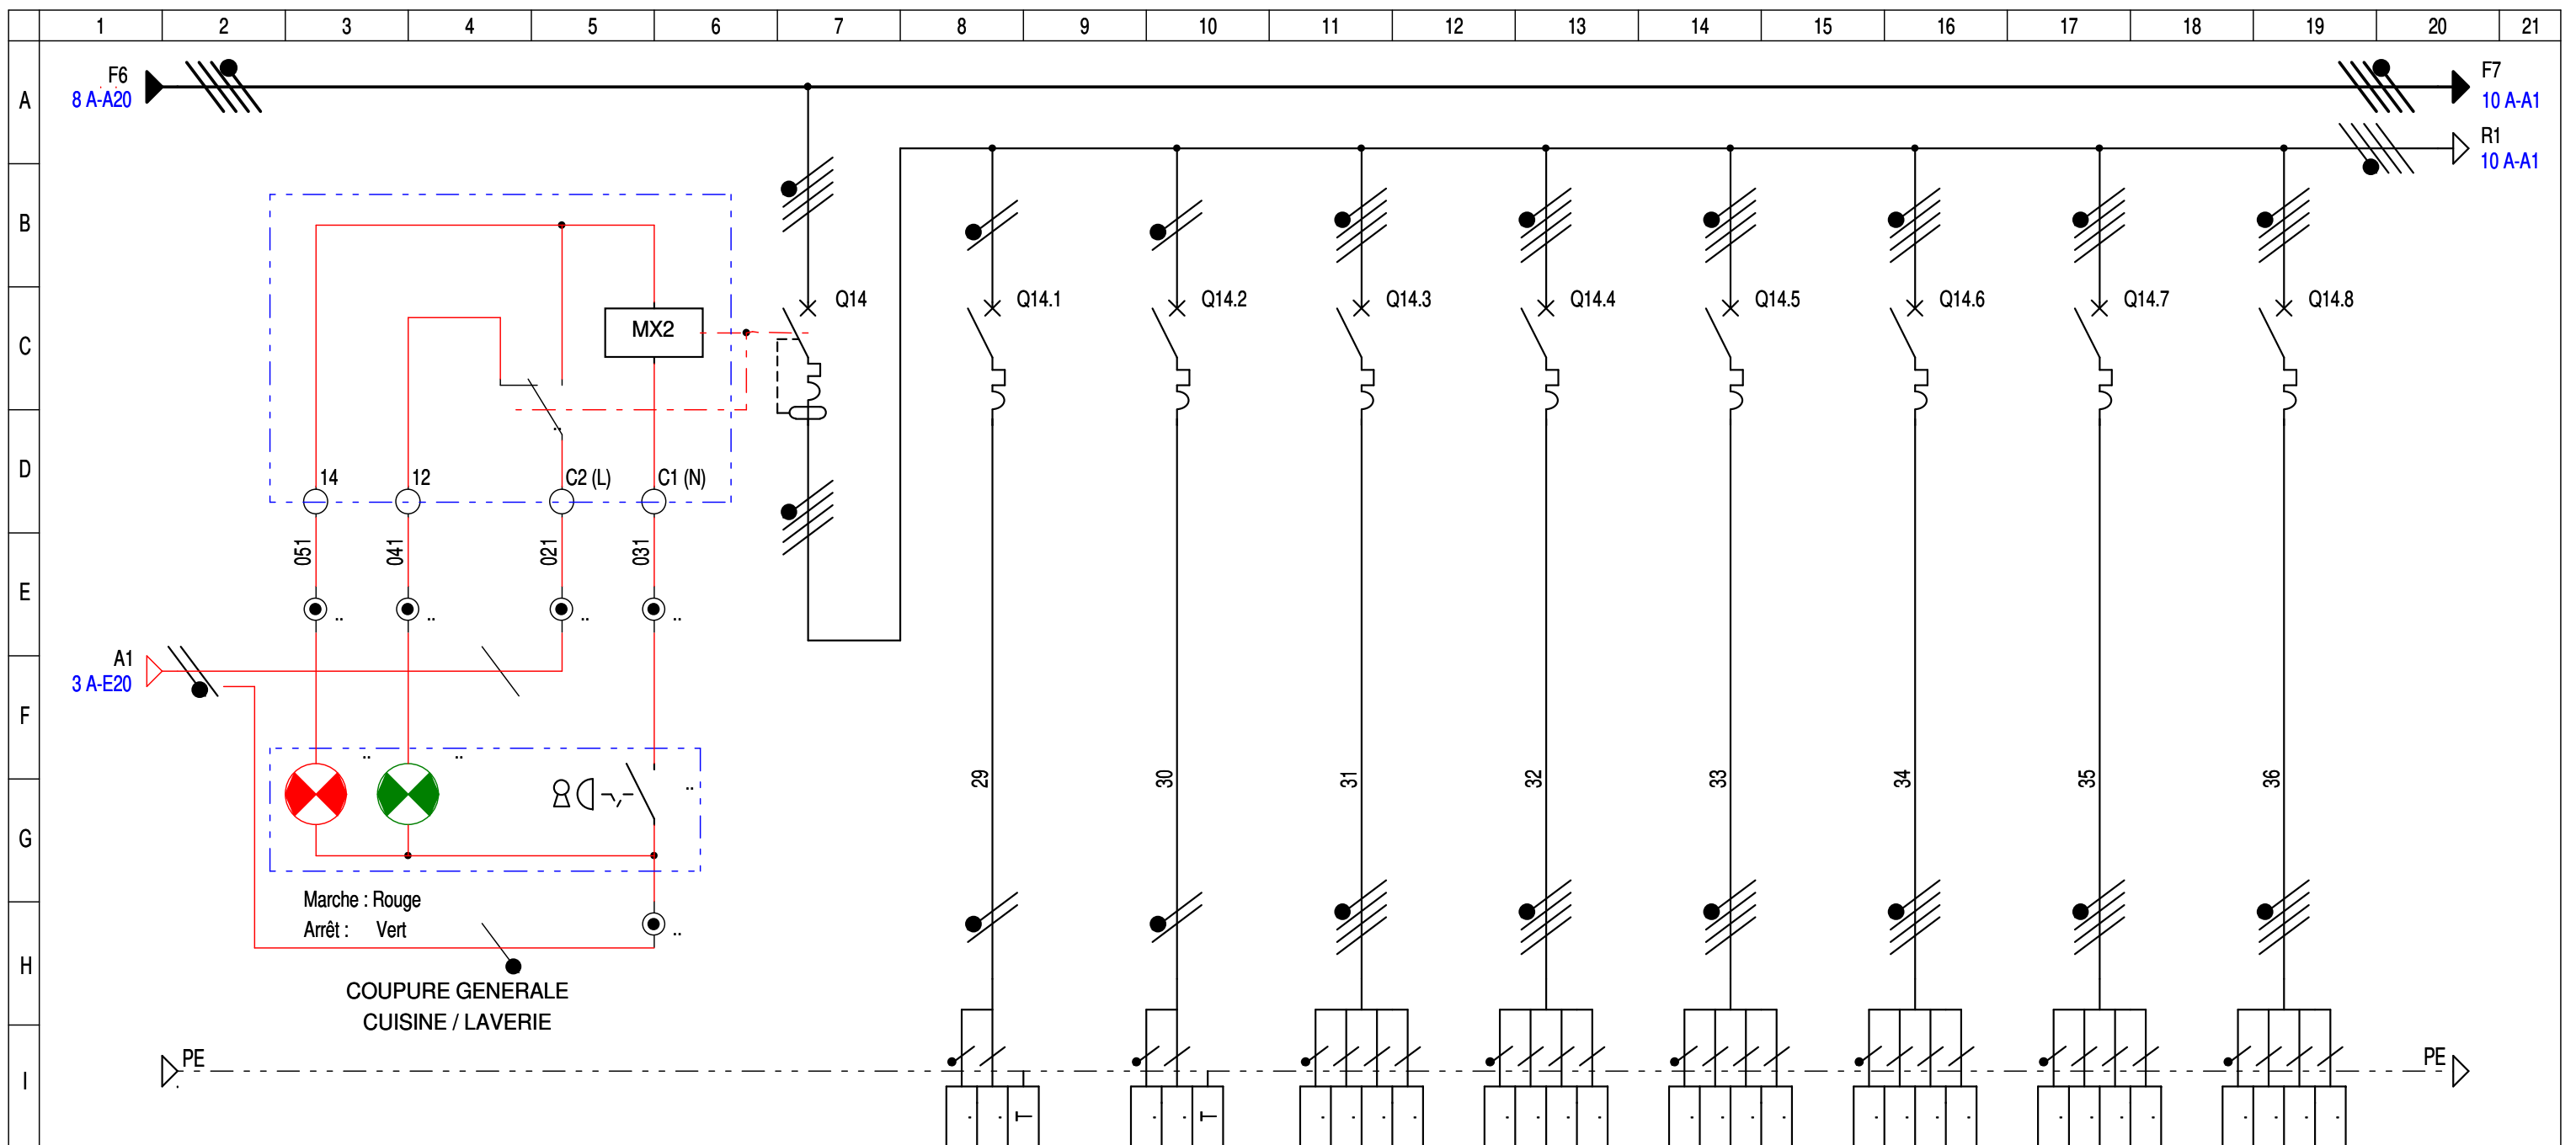 1 2 3 4 5 6 7 8 9 10 11 12 13 14 15 16 17 18 19 20 21
A
B
C
D
E
F
G
H
I
F6
8 A-A20
F7
10 A-A1
R1
10 A-A1
MX2
Q14
Q14.1
Q14.2
Q14.3
Q14.4
Q14.5
Q14.6
Q14.7
Q14.8
14
12
C2 (L)
C1 (N)
051
041
021
031
A1
3 A-E20
29
30
31
32
33
34
35
36
Marche : Rouge
Arrêt : Vert
COUPURE GENERALE
CUISINE / LAVERIE
PE
PE